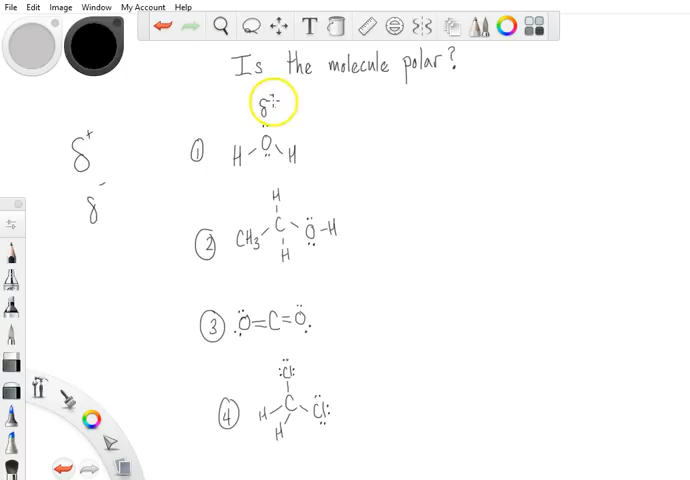 File Edit Image Window My Account Help
T
Is the molecule polar?
δ+
δ-
δ-
① H - O - H
H
② CH3 C O-H
H
③ O=C=O
Cl
④ H C Cl
H